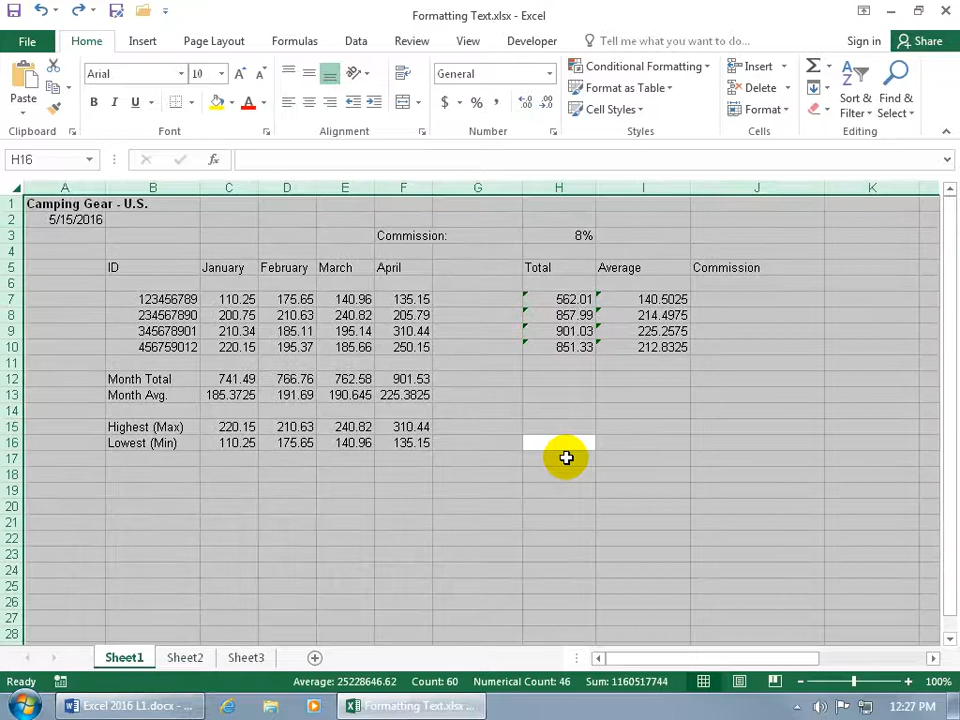 Formatting Text.xlsx - Excel
File Home Insert Page Layout Formulas Data Review View Developer Tell me what you want to do... Sign in Share
Paste Arial 10 General Conditional Formatting Insert
B I U Format as Table Delete Sort & Find &
$ % Cell Styles Format Filter Select
Clipboard Font Alignment Number Styles Cells Editing
H16 fx
A B C D E F G H I J K
1 Camping Gear - U.S.
2 5/15/2016
3 Commission: 8%
4
5 ID January February March April Total Average Commission
6
7 123456789 110.25 175.65 140.96 135.15 562.01 140.5025
8 234567890 200.75 210.63 240.82 205.79 857.99 214.4975
9 345678901 210.34 185.11 195.14 310.44 901.03 225.2575
10 456759012 220.15 195.37 185.66 250.15 851.33 212.8325
11
12 Month Total 741.49 766.76 762.58 901.53
13 Month Avg. 185.3725 191.69 190.645 225.3825
14
15 Highest (Max) 220.15 210.63 240.82 310.44
16 Lowest (Min) 110.25 175.65 140.96 135.15
17
18
19
20
21
22
23
24
25
26
27
28
Sheet1 Sheet2 Sheet3
Ready Average: 25228646.62 Count: 60 Numerical Count: 46 Sum: 1160517744 100%
Excel 2016 L1.docx - ... Formatting Text.xlsx ... 12:27 PM